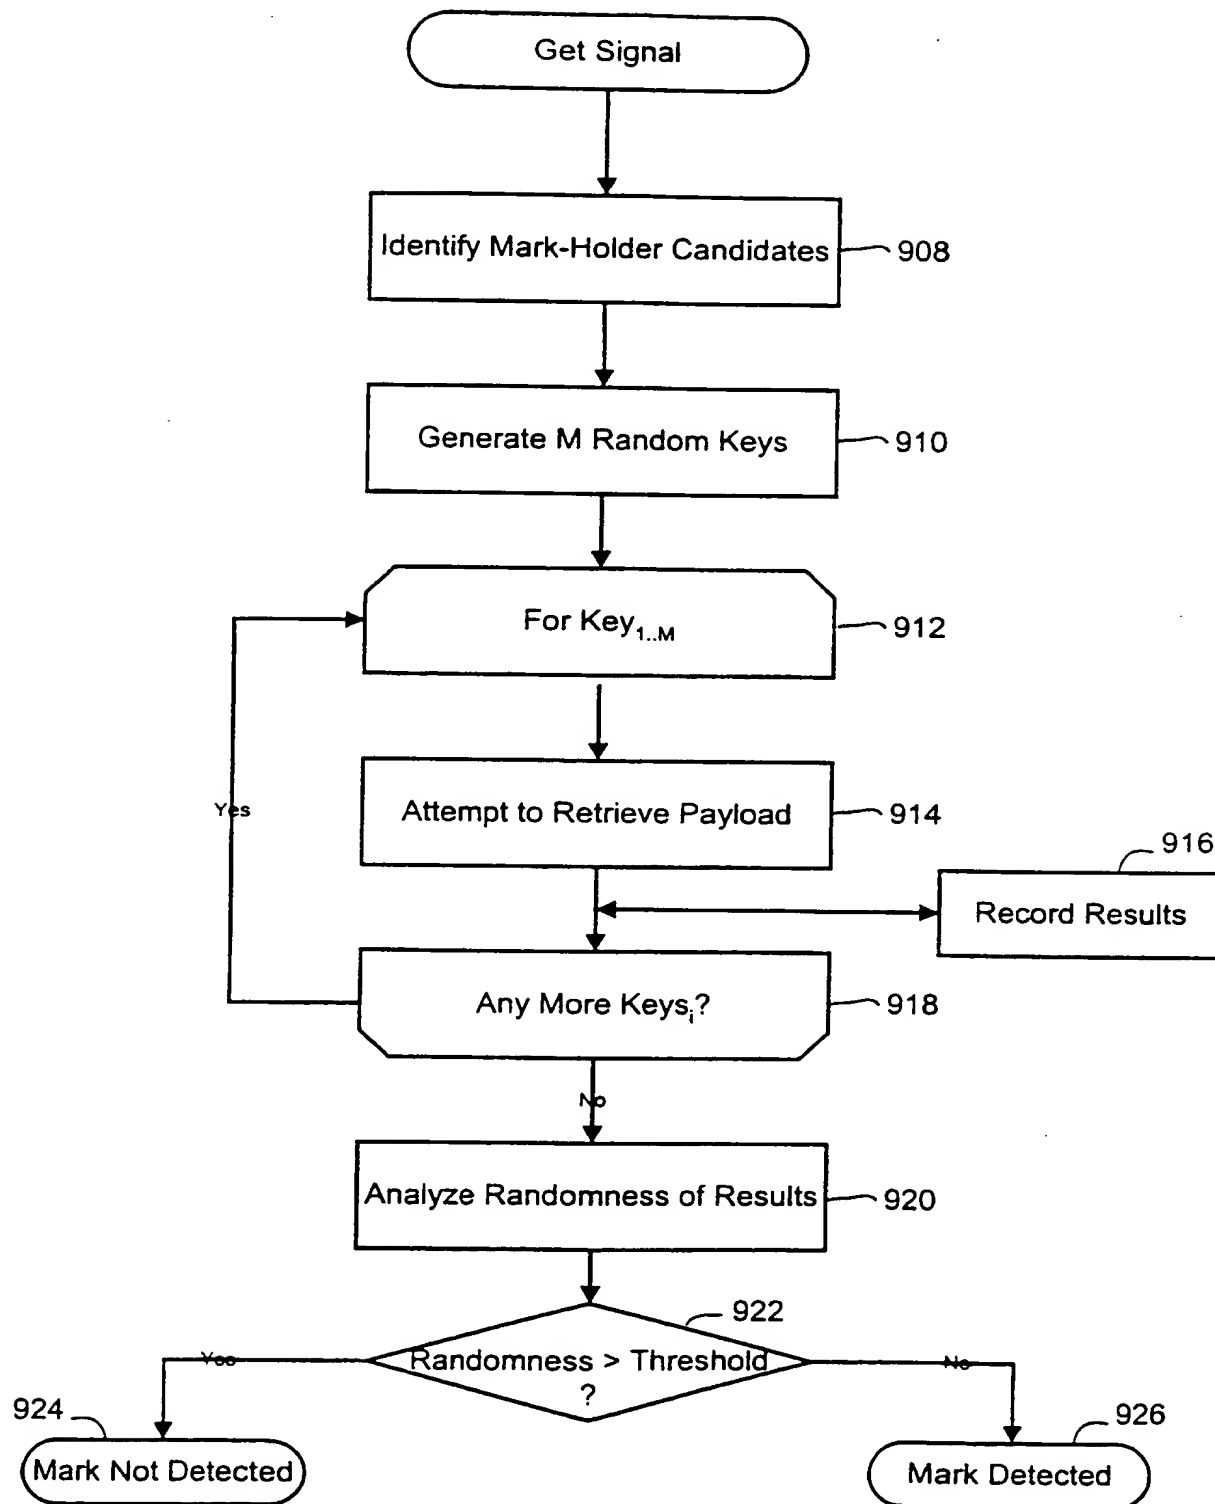 Get Signal
Identify Mark-Holder Candidates
908
Generate M Random Keys
910
For Key1..M
912
Yes
Attempt to Retrieve Payload
914
916
Record Results
Any More Keysi?
918
No
Analyze Randomness of Results
920
922
Randomness > Threshold
?
Yes
No
924
Mark Not Detected
926
Mark Detected